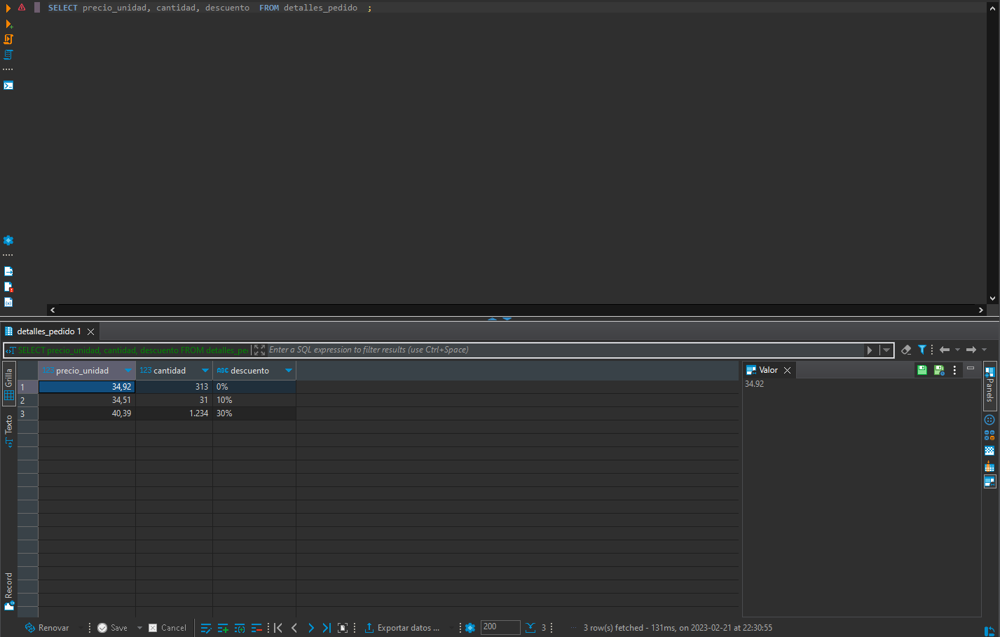 SELECT precio_unidad, cantidad, descuento  FROM detalles_pedido  ;
detalles_pedido 1
SELECT precio_unidad, cantidad, descuento FROM detalles_pe
Enter a SQL expression to filter results (use Ctrl+Space)
Grilla
Texto
Record
123 precio_unidad 123 cantidad ABC descuento
1 34,92 313 0%
2 34,51 31 10%
3 40,39 1.234 30%
Valor
34.92
Panels
Renovar Save Cancel Exportar datos ... 200 3 3 row(s) fetched - 131ms, on 2023-02-21 at 22:30:55